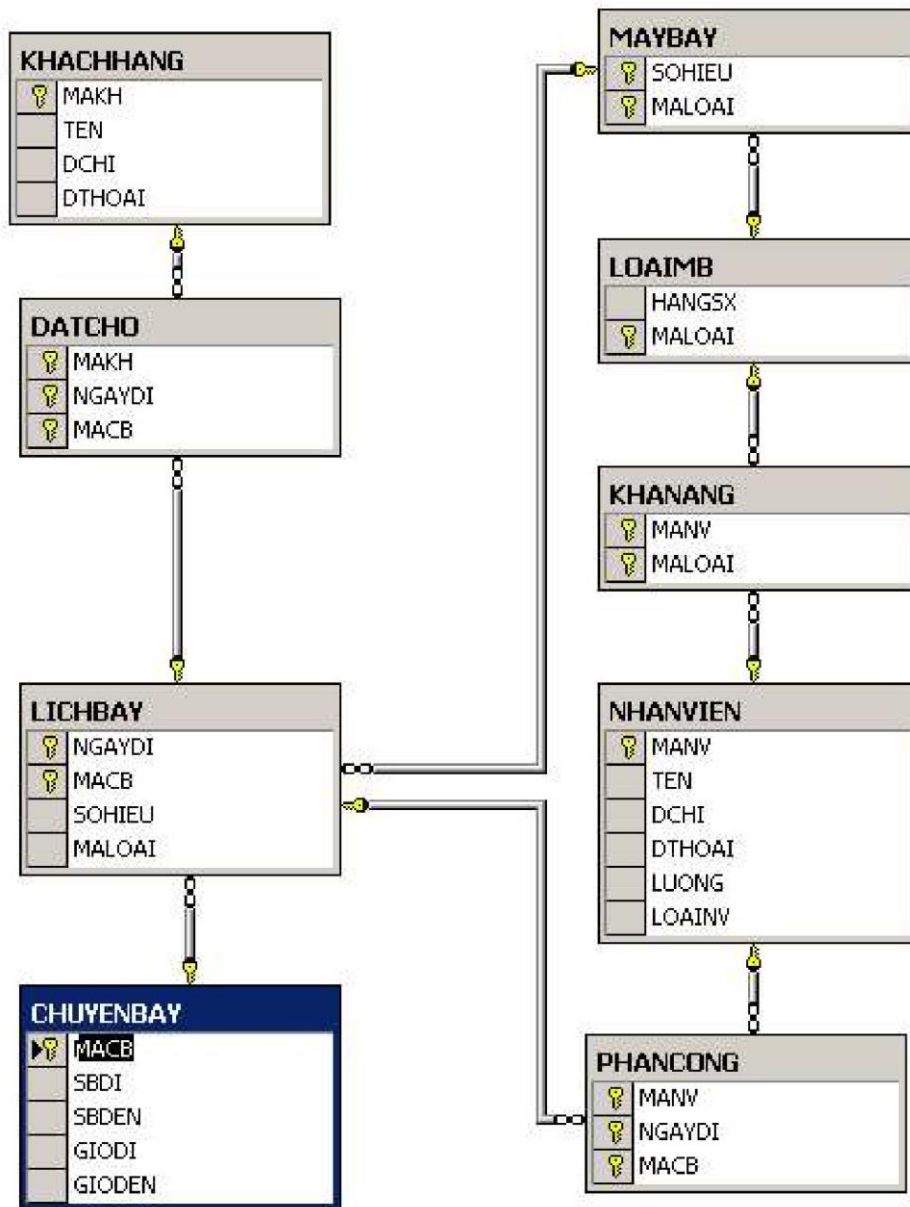 KHACHHANG
MAKH
TEN
DCHI
DTHOAI
DATCHO
MAKH
NGAYDI
MACB
LICHBAY
NGAYDI
MACB
SOHIEU
MALOAI
CHUYENBAY
MACB
SBDI
SBDEN
GIODI
GIODEN
MAYBAY
SOHIEU
MALOAI
LOAIMB
HANGSX
MALOAI
KHANANG
MANV
MALOAI
NHANVIEN
MANV
TEN
DCHI
DTHOAI
LUONG
LOAINV
PHANCONG
MANV
NGAYDI
MACB